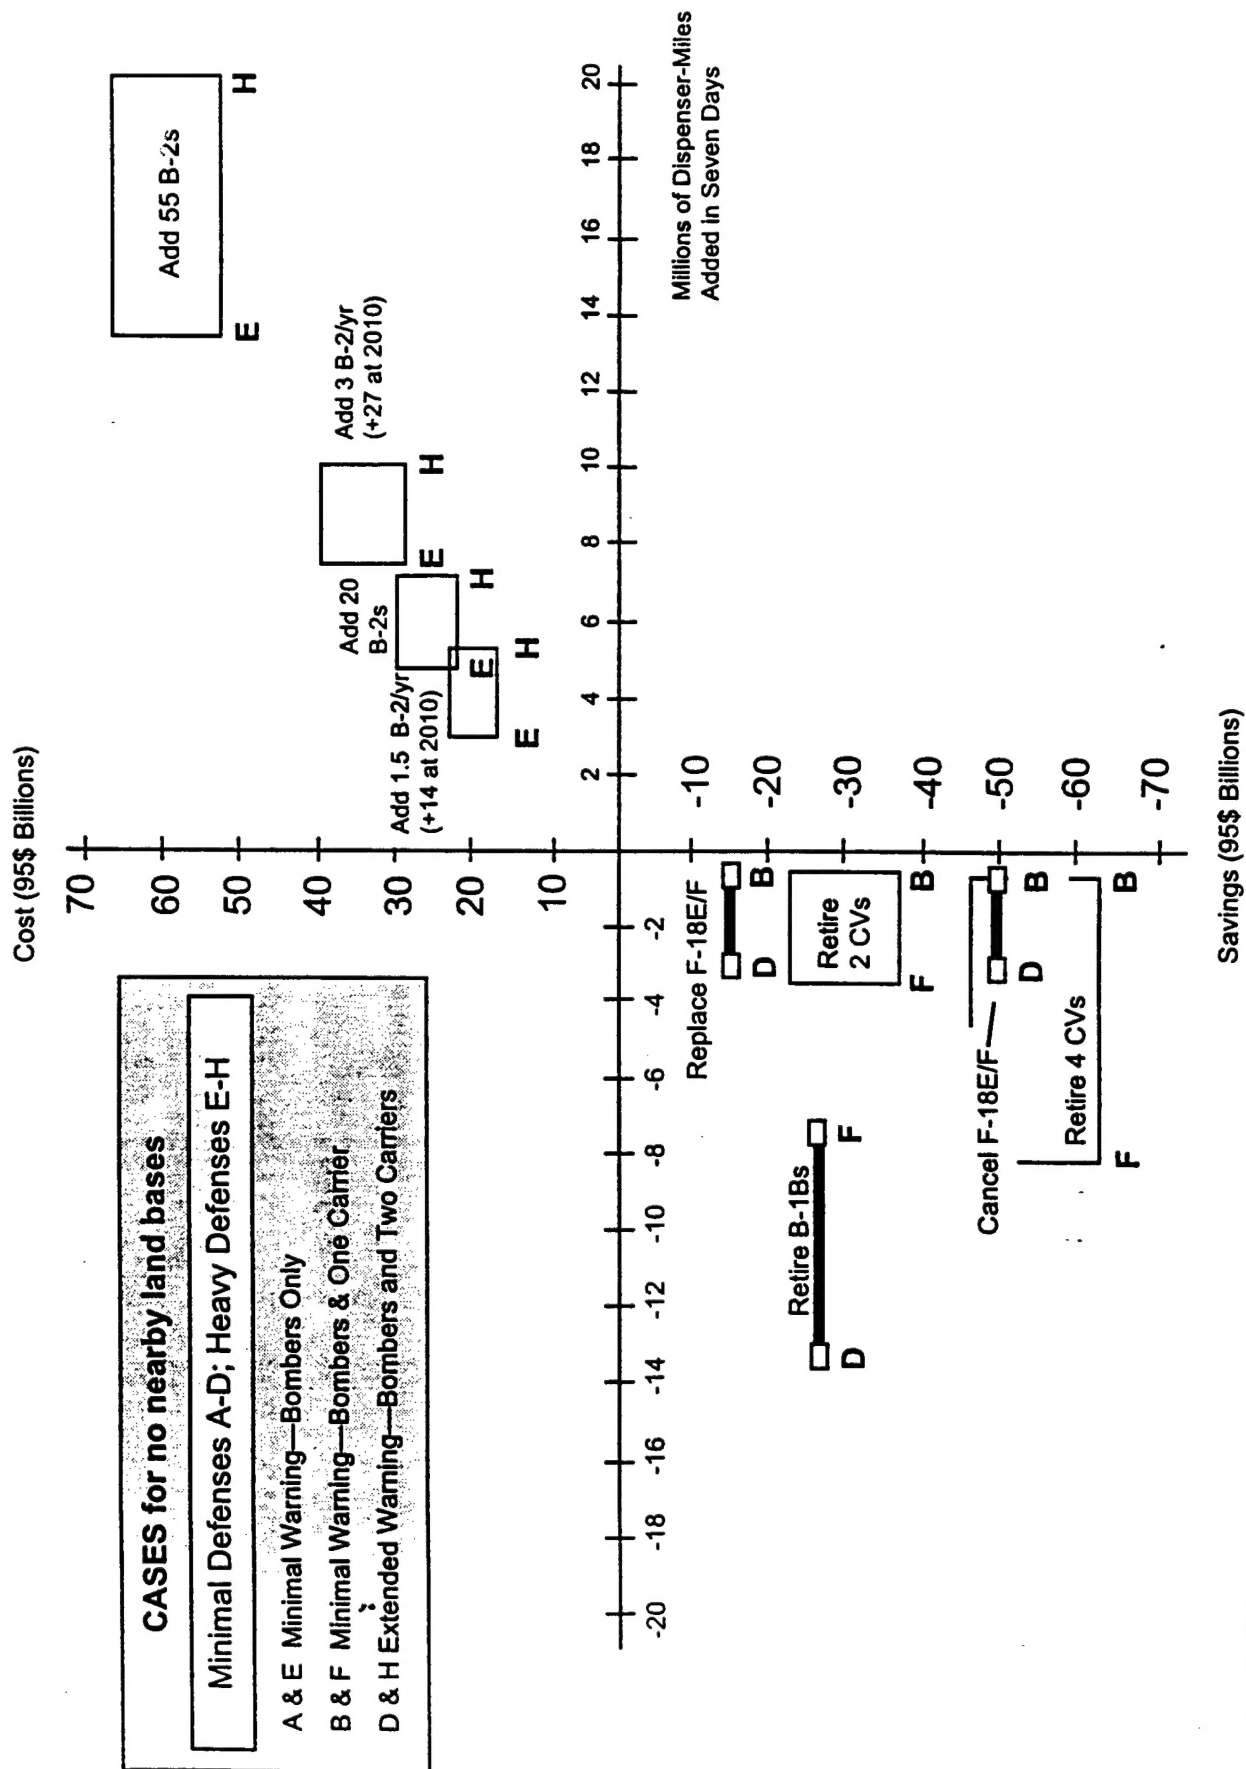 CASES for no nearby land bases
Minimal Defenses A-D; Heavy Defenses E-H
A & E Minimal Warning—Bombers Only
B & F Minimal Warning—Bombers & One Carrier
D & H Extended Warning—Bombers and Two Carriers
Cost (95$ Billions)
70
60
50
40
30
20
10
Add 55 B-2s
E
H
Add 3 B-2/yr
(+27 at 2010)
E
H
Add 20
B-2s
E
H
Add 1.5 B-2/yr
(+14 at 2010)
E
H
-20
-18
-16
-14
-12
-10
-8
-6
-4
-2
2
4
6
8
10
12
14
16
18
20
Millions of Dispenser-Miles
Added in Seven Days
Replace F-18E/F
D
B
Retire
2 CVs
F
B
Retire B-1Bs
D
F
Cancel F-18E/F
D
B
Retire 4 CVs
F
B
-10
-20
-30
-40
-50
-60
-70
Savings (95$ Billions)